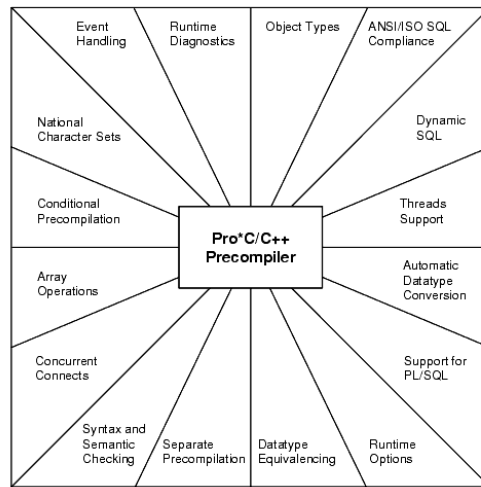 Event
Handling
Runtime
Diagnostics
Object Types
ANSI/ISO SQL
Compliance
National
Character Sets
Dynamic
SQL
Conditional
Precompilation
Threads
Support
Pro*C/C++
Precompiler
Array
Operations
Automatic
Datatype
Conversion
Concurrent
Connects
Support for
PL/SQL
Syntax and
Semantic
Checking
Separate
Precompilation
Datatype
Equivalencing
Runtime
Options